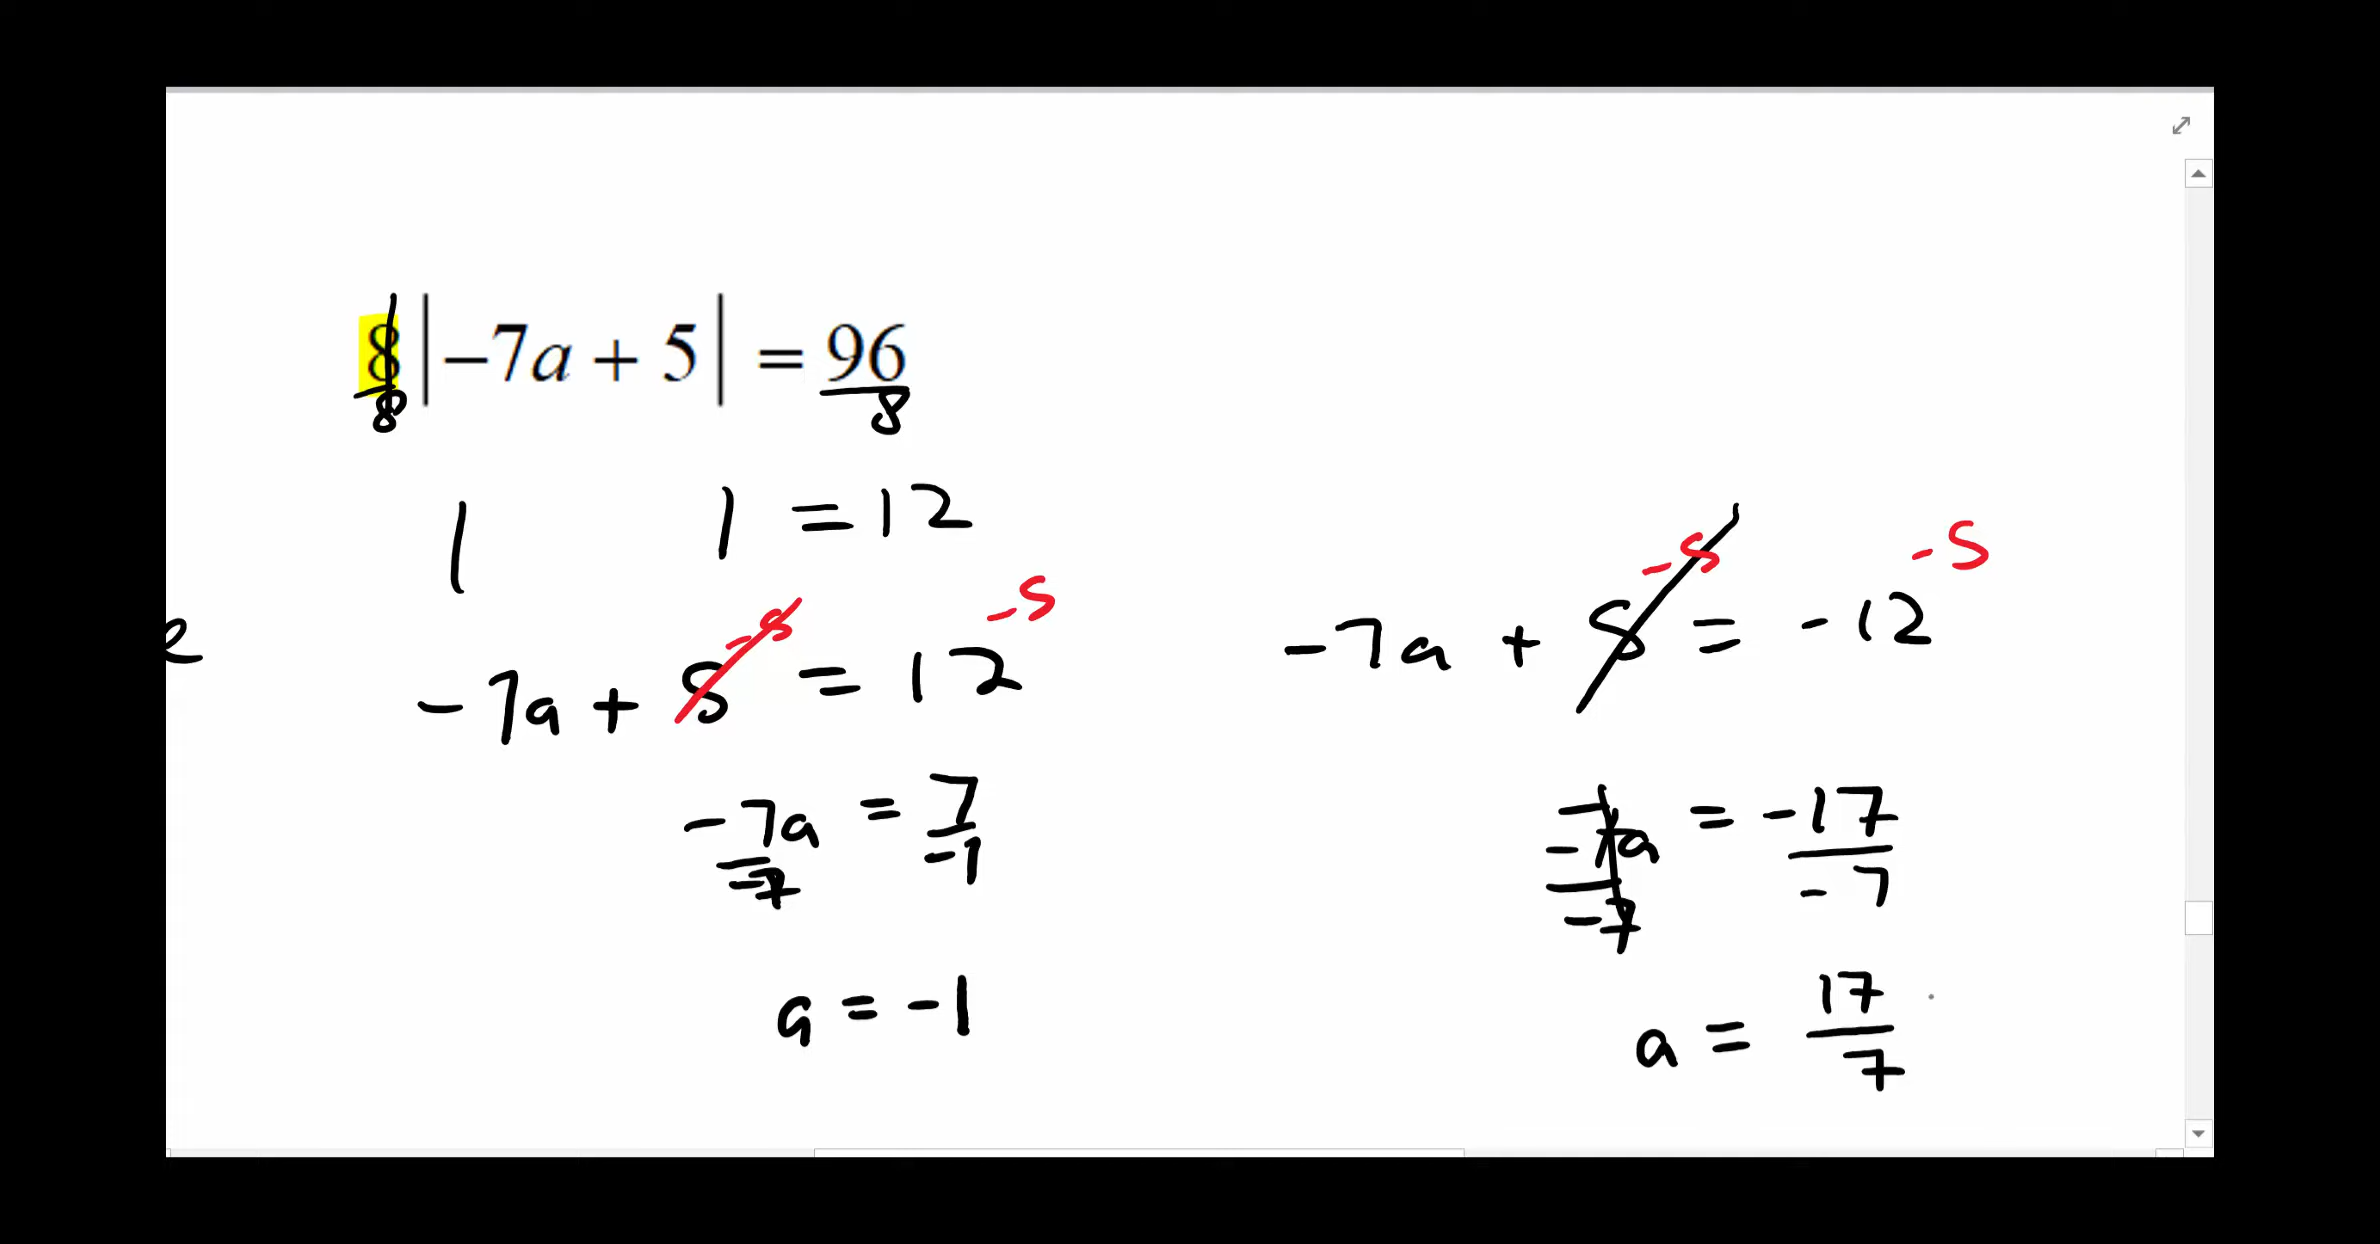 8|-7a + 5| = 96
8 8
| | = 12
-5 -5
-7a + 5 = 12
-7a = 7
-7 -1
a = -1
-5 -5
-7a + 5 = -12
-7a = -17
-7 -7
a = 17
7